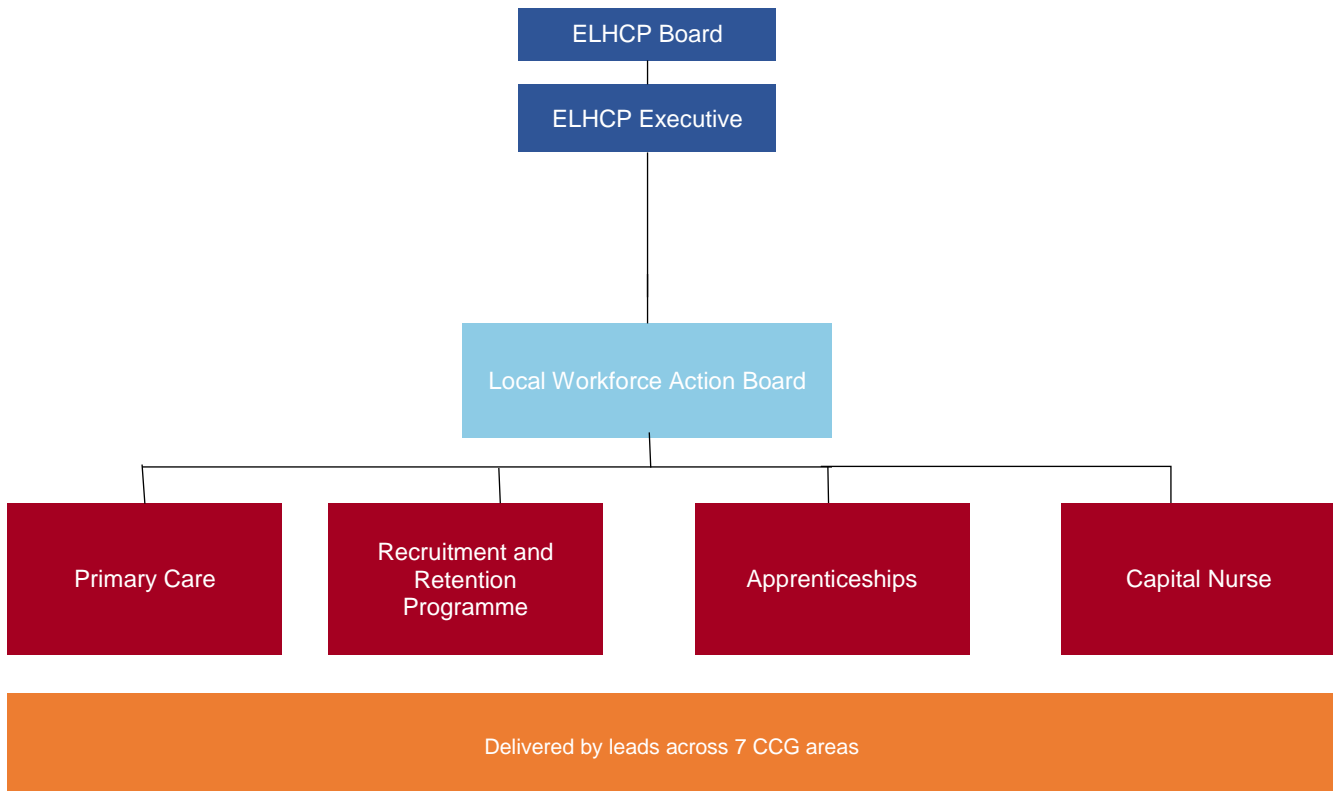 ELHCP Board
ELHCP Executive
Local Workforce Action Board
Primary Care
Recruitment and
Retention
Programme
Apprenticeships
Capital Nurse
Delivered by leads across 7 CCG areas